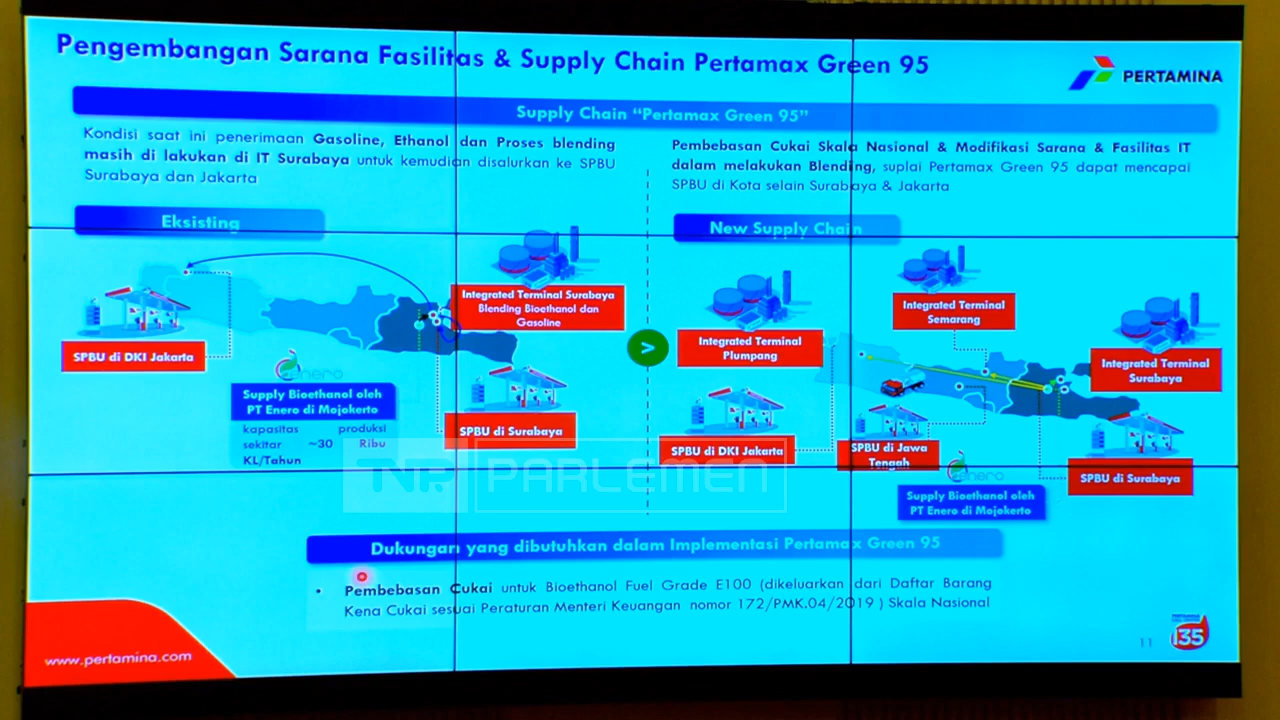 Pengembangan Sarana Fasilitas & Supply Chain Pertamax Green 95
PERTAMINA
Supply Chain “Pertamax Green 95”
Kondisi saat ini penerimaan Gasoline, Ethanol dan Proses blending
masih di lakukan di IT Surabaya untuk kemudian disalurkan ke SPBU
Surabaya dan Jakarta
Eksisting
Integrated Terminal Surabaya
Blending Bioethanol dan
Gasoline
SPBU di DKI Jakarta
enero
Supply Bioethanol oleh
PT Enero di Mojokerto
kapasitas produksi
sekitar ~30 Ribu
KL/Tahun
SPBU di Surabaya
>
Pembebasan Cukai Skala Nasional & Modifikasi Sarana & Fasilitas IT
dalam melakukan Blending, suplai Pertamax Green 95 dapat mencapai
SPBU di Kota selain Surabaya & Jakarta
New Supply Chain
Integrated Terminal
Semarang
Integrated Terminal
Plumpang
Integrated Terminal
Surabaya
SPBU di DKI Jakarta
SPBU di Jawa
Tengah
enero
SPBU di Surabaya
Supply Bioethanol oleh
PT Enero di Mojokerto
PARLEMEN
Dukungan yang dibutuhkan dalam Implementasi Pertamax Green 95
• Pembebasan Cukai untuk Bioethanol Fuel Grade E100 (dikeluarkan dari Daftar Barang
Kena Cukai sesuai Peraturan Menteri Keuangan nomor 172/PMK.04/2019 ) Skala Nasional
www.pertamina.com
11
135